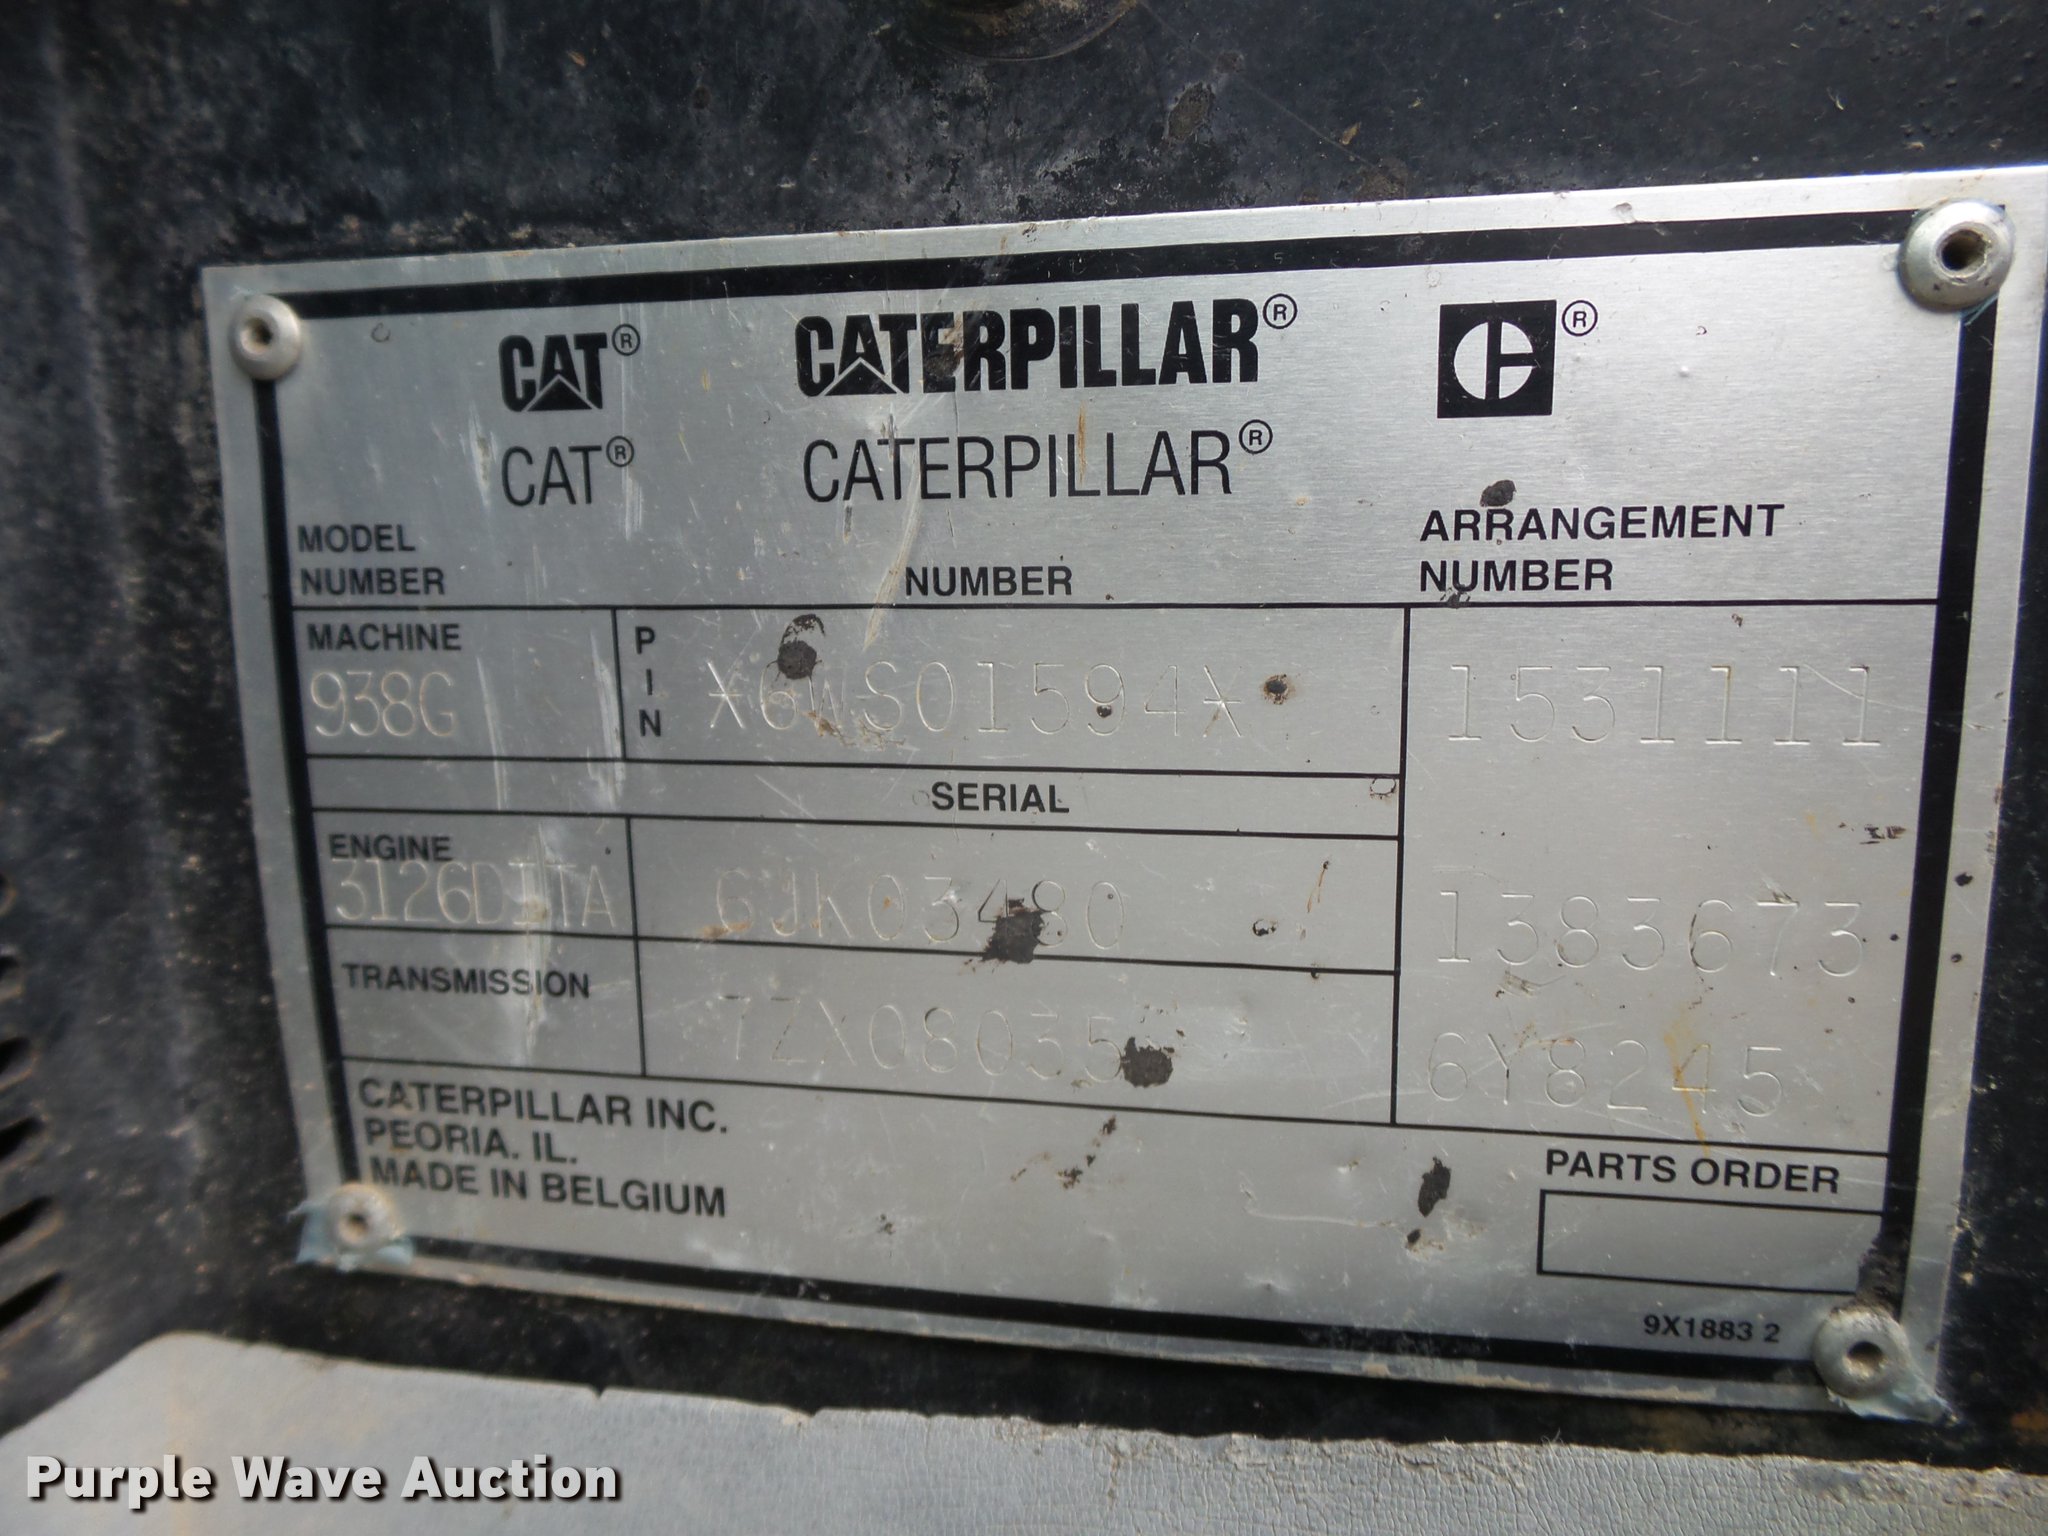 CAT® CATERPILLAR® ®
CAT® CATERPILLAR®
MODEL NUMBER
NUMBER
ARRANGEMENT NUMBER
MACHINE
938G
PIN
*6WS01594*
1531111
SERIAL
ENGINE
3126DITA
6JK03480
1383673
TRANSMISSION
7ZX08035
6Y8245
CATERPILLAR INC.
PEORIA. IL.
MADE IN BELGIUM
PARTS ORDER
9X1883 2
Purple Wave Auction